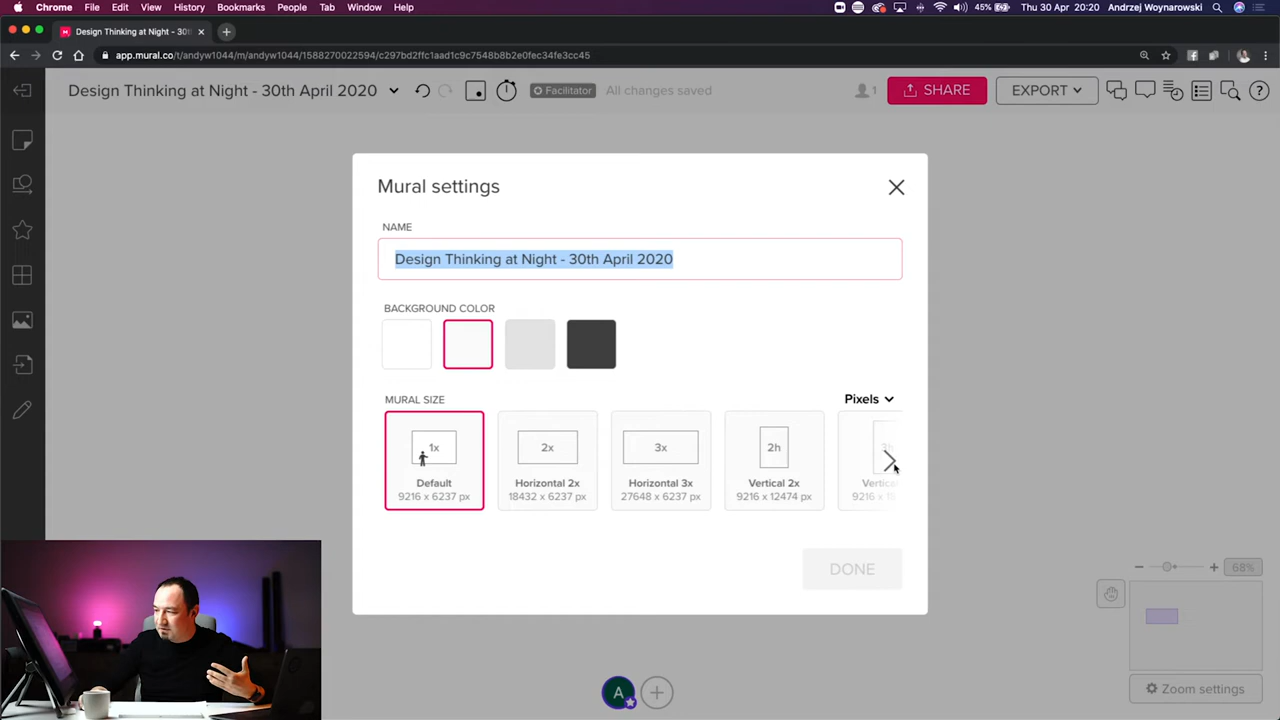 Chrome File Edit View History Bookmarks People Tab Window Help 45% Thu 30 Apr 20:20 Andrzej Woynarowski
Design Thinking at Night - 30th
app.mural.co/t/andyw1044/m/andyw1044/1588270022594/c297bd2ffc1aad1c9c7548b8b2e0fec34fe3cc45
Design Thinking at Night - 30th April 2020 Facilitator All changes saved 1 SHARE EXPORT
Mural settings
NAME
Design Thinking at Night - 30th April 2020
BACKGROUND COLOR
MURAL SIZE Pixels
1x 2x 3x 2h
Default Horizontal 2x Horizontal 3x Vertical 2x Vertical
9216 x 6237 px 18432 x 6237 px 27648 x 6237 px 9216 x 12474 px 9216 x
DONE
68%
Zoom settings
A